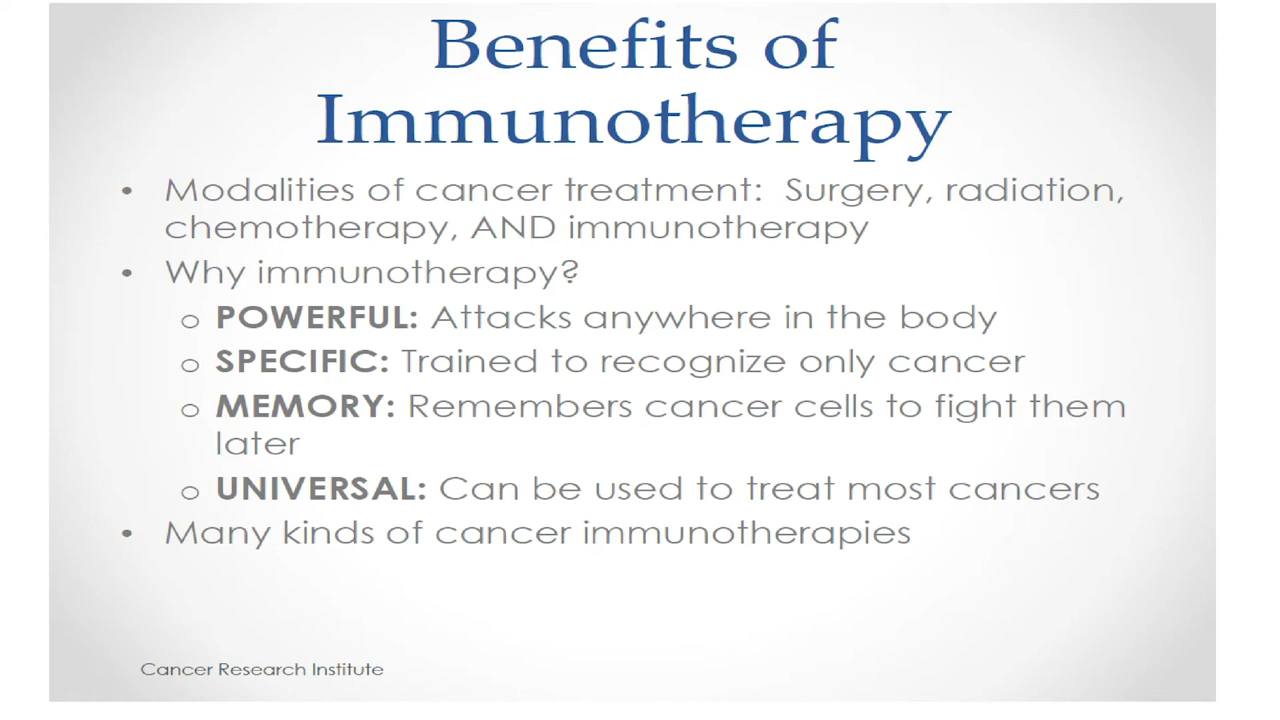 Benefits of
Immunotherapy
• Modalities of cancer treatment: Surgery, radiation,
chemotherapy, AND immunotherapy
• Why immunotherapy?
o POWERFUL: Attacks anywhere in the body
o SPECIFIC: Trained to recognize only cancer
o MEMORY: Remembers cancer cells to fight them
later
o UNIVERSAL: Can be used to treat most cancers
• Many kinds of cancer immunotherapies
Cancer Research Institute